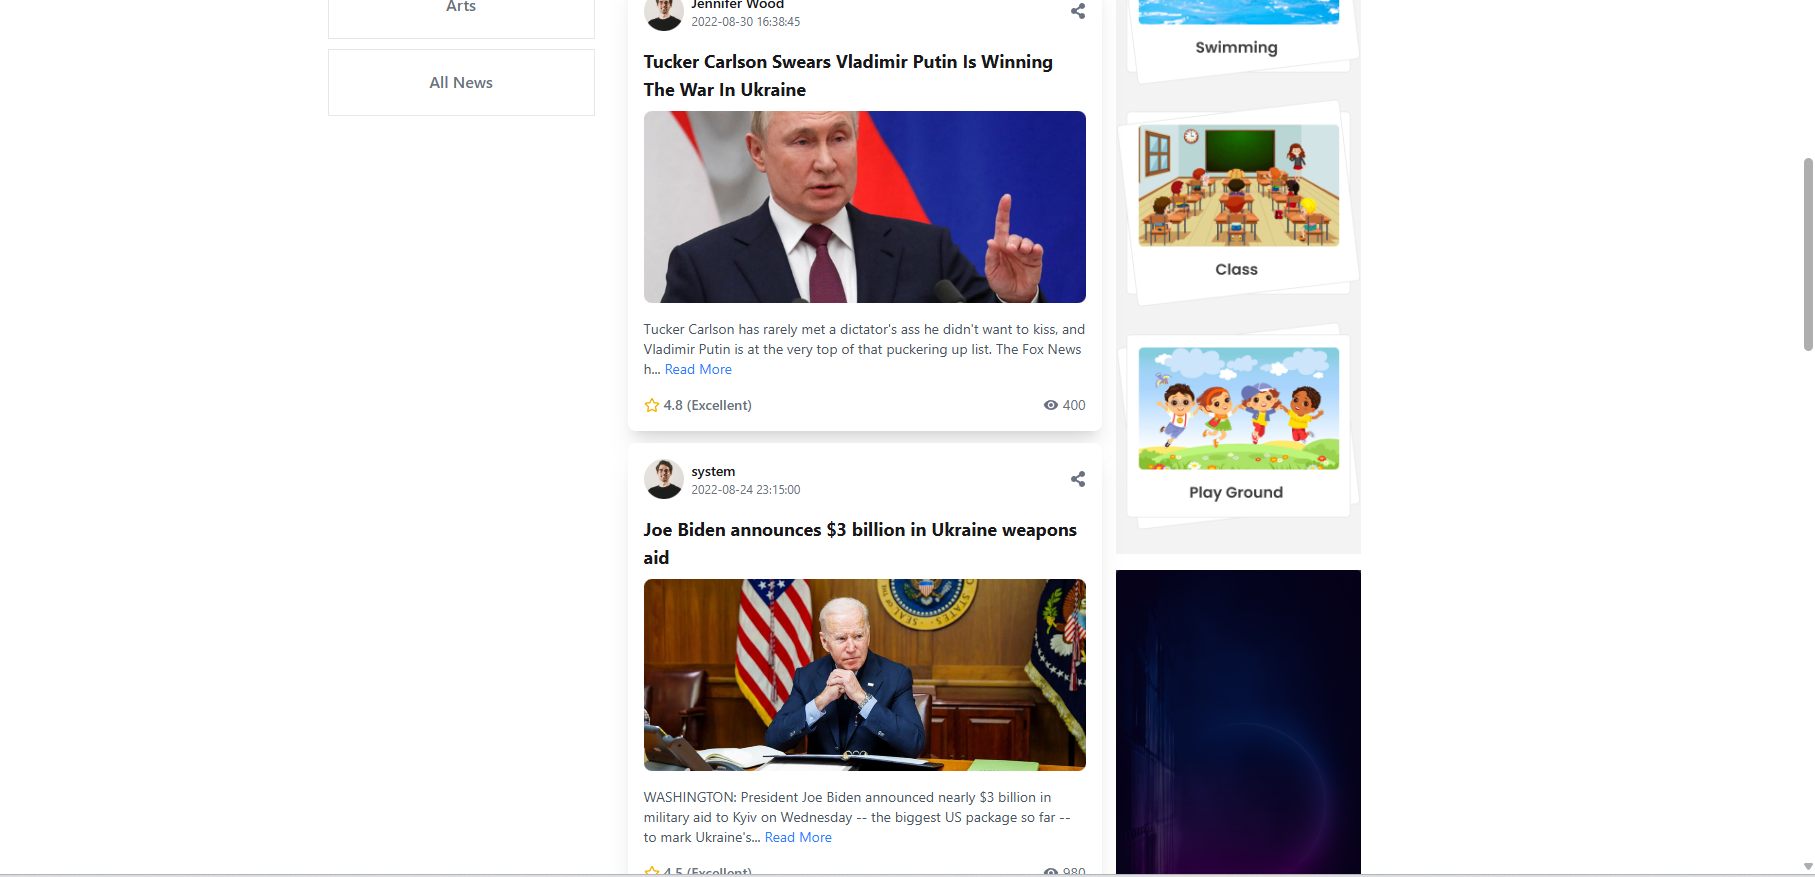 Arts
All News
Jennifer Wood
2022-08-30 16:38:45
Tucker Carlson Swears Vladimir Putin Is Winning
The War In Ukraine
Tucker Carlson has rarely met a dictator's ass he didn't want to kiss, and
Vladimir Putin is at the very top of that puckering up list. The Fox News
h... Read More
4.8 (Excellent)
400
system
2022-08-24 23:15:00
Joe Biden announces $3 billion in Ukraine weapons
aid
WASHINGTON: President Joe Biden announced nearly $3 billion in
military aid to Kyiv on Wednesday -- the biggest US package so far --
to mark Ukraine's... Read More
4.5 (Excellent)
980
Swimming
Class
Play Ground